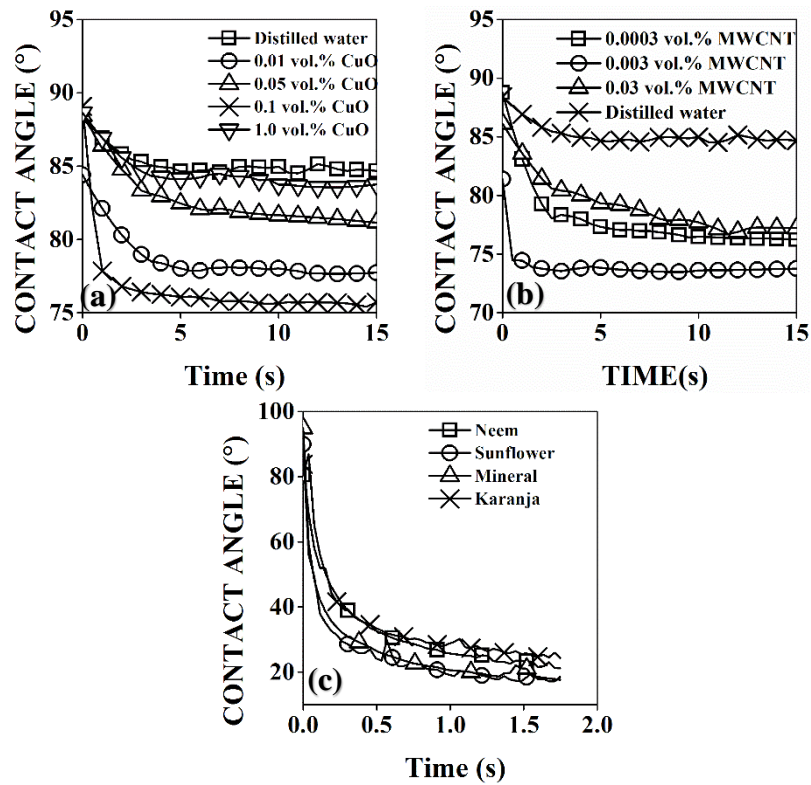 95
90
85
80
75
CONTACT ANGLE (°)
Distilled water
0.01 vol.% CuO
0.05 vol.% CuO
0.1 vol.% CuO
1.0 vol.% CuO
(a)
0 5 10 15
Time (s)
95
90
85
80
75
70
CONTACT ANGLE (°)
0.0003 vol.% MWCNT
0.003 vol.% MWCNT
0.03 vol.% MWCNT
Distilled water
(b)
0 5 10 15
TIME(s)
100
80
60
40
20
CONTACT ANGLE (°)
Neem
Sunflower
Mineral
Karanja
(c)
0.0 0.5 1.0 1.5 2.0
Time (s)